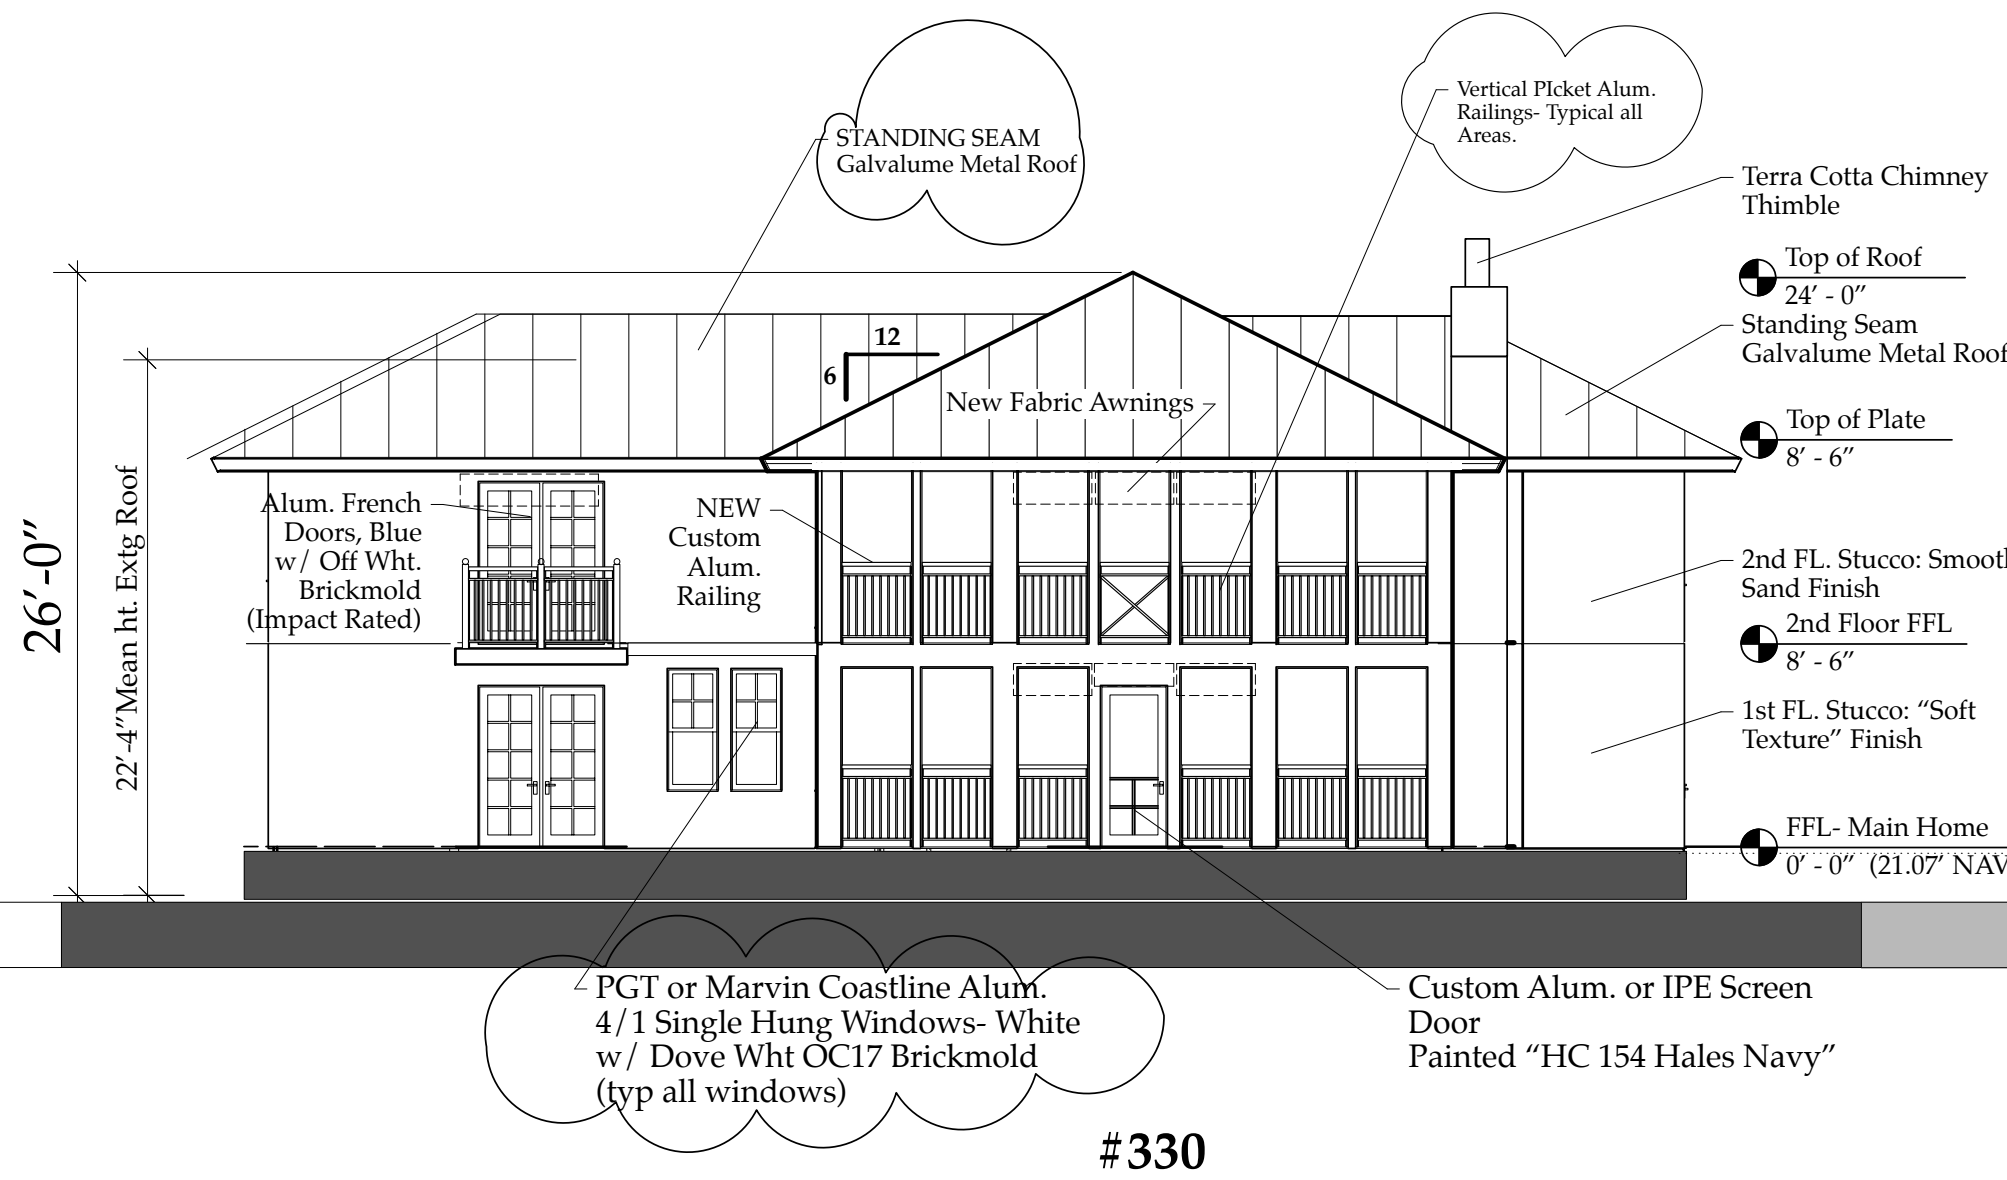 STANDING SEAM
Galvalume Metal Roof
Vertical PIcket Alum.
Railings- Typical all
Areas.
Terra Cotta Chimney
Thimble
Top of Roof
24' - 0"
Standing Seam
Galvalume Metal Roof
12
6
New Fabric Awnings
Top of Plate
8' - 6"
26'-0"
22'-4"Mean ht. Extg Roof
Alum. French
Doors, Blue
w/ Off Wht.
Brickmold
(Impact Rated)
NEW
Custom
Alum.
Railing
2nd FL. Stucco: Smooth
Sand Finish
2nd Floor FFL
8' - 6"
1st FL. Stucco: “Soft
Texture” Finish
FFL- Main Home
0' - 0" (21.07' NAV
PGT or Marvin Coastline Alum.
4/1 Single Hung Windows- White
w/ Dove Wht OC17 Brickmold
(typ all windows)
Custom Alum. or IPE Screen
Door
Painted “HC 154 Hales Navy”
#330